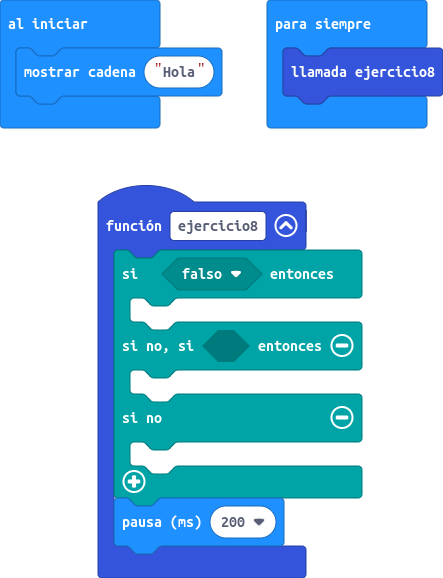 al iniciar
mostrar cadena "Hola"
para siempre
llamada ejercicio8
función ejercicio8
si falso entonces
si no, si entonces
si no
pausa (ms) 200